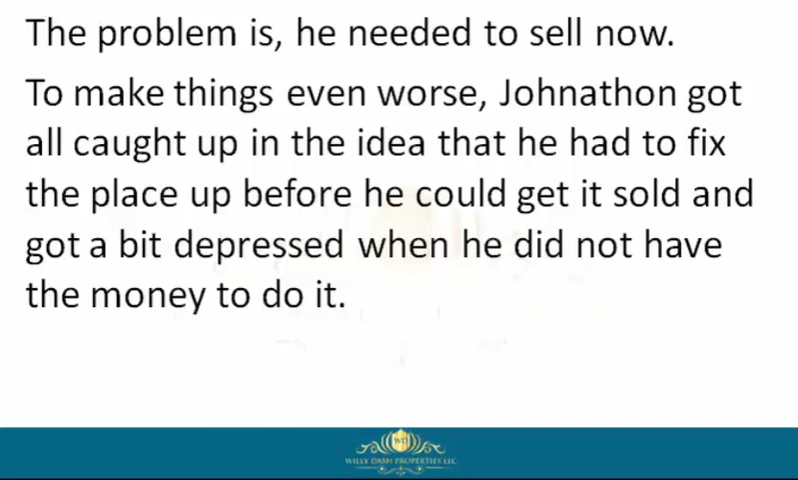 The problem is, he needed to sell now.
To make things even worse, Johnathon got
all caught up in the idea that he had to fix
the place up before he could get it sold and
got a bit depressed when he did not have
the money to do it.
WD
WILLY DASH PROPERTIES LLC